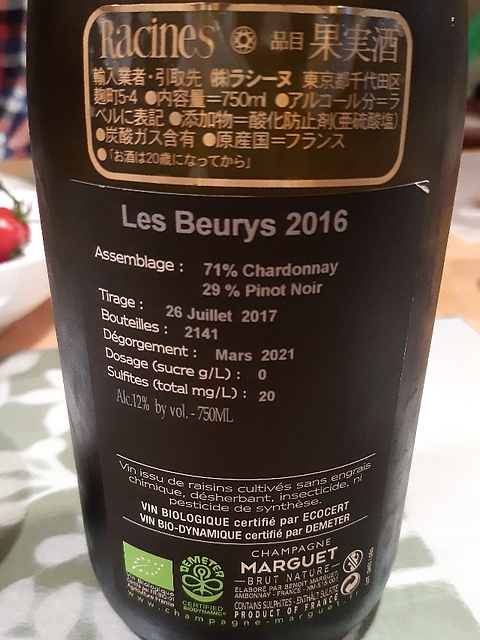 Racines 品目 果実酒
輸入業者・引取先 ㈱ラシーヌ 東京都千代田区
麹町5-4 ●内容量=750ml ●アルコール分=ラ
ベルに表記 ●添加物=酸化防止剤(亜硫酸塩)
●炭酸ガス含有 ●原産国=フランス
●「お酒は20歳になってから」
Les Beurys 2016
Assemblage : 71% Chardonnay
29 % Pinot Noir
Tirage : 26 Juillet 2017
Bouteilles : 2141
Dégorgement : Mars 2021
Dosage (sucre g/L) : 0
Sulfites (total mg/L) : 20
Alc.12% by vol. - 750ML
Vin issu de raisins cultivés sans engrais
chimique, désherbant, insecticide, ni
pesticide de synthèse.
VIN BIOLOGIQUE certifié par ECOCERT
VIN BIO-DYNAMIQUE certifié par DEMETER
CHAMPAGNE
MARGUET
BRUT NATURE
ÉLABORÉ PAR BENOIT MARGUET
AMBONNAY - FRANCE
CONTAINS SULPHITES
PRODUCT OF FRANCE
DEMETER
CERTIFIED
BIODYNAMIC
www.champagne-marguet.fr